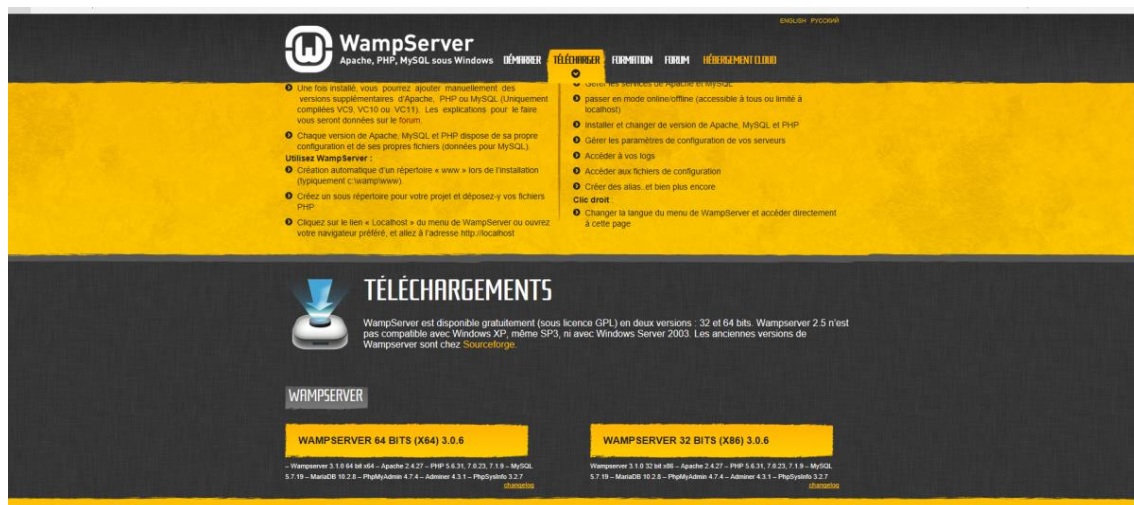 ENGLISH РУССКИЙ
WampServer
Apache, PHP, MySQL sous Windows
DÉMARRER TÉLÉCHARGER FORMATION FORUM HÉBERGEMENT CLOUD
Une fois installé, vous pourrez ajouter manuellement des
versions supplémentaires d'Apache, PHP ou MySQL (Uniquement
compilées VC9, VC10 ou VC11). Les explications pour le faire
vous seront données sur le forum.
Chaque version de Apache, MySQL et PHP dispose de sa propre
configuration et de ses propres fichiers (données pour MySQL).
Utilisez WampServer :
Création automatique d'un répertoire « www » lors de l'installation
(typiquement c:\wamp\www).
Créez un sous répertoire pour votre projet et déposez-y vos fichiers
PHP
Cliquez sur le lien « Localhost » du menu de WampServer ou ouvrez
votre navigateur préféré, et allez à l'adresse http://localhost
Gérer les services de Apache et MySQL
passer en mode online/offline (accessible à tous ou limité à
localhost)
Installer et changer de version de Apache, MySQL et PHP
Gérer les paramètres de configuration de vos serveurs
Accéder à vos logs
Accéder aux fichiers de configuration
Créer des alias. et bien plus encore
Clic droit :
Changer la langue du menu de WampServer et accéder directement
à cette page
TÉLÉCHARGEMENTS
WampServer est disponible gratuitement (sous licence GPL) en deux versions : 32 et 64 bits. Wampserver 2.5 n'est
pas compatible avec Windows XP, même SP3, ni avec Windows Server 2003. Les anciennes versions de
Wampserver sont chez Sourceforge.
WAMPSERVER
WAMPSERVER 64 BITS (X64) 3.0.6
– Wampserver 3.1.0 64 bit x64 – Apache 2.4.27 – PHP 5.6.31, 7.0.23, 7.1.9 – MySQL
5.7.19 – MariaDB 10.2.8 – PhpMyAdmin 4.7.4 – Adminer 4.3.1 – PhpSysInfo 3.2.7
changelog
WAMPSERVER 32 BITS (X86) 3.0.6
Wampserver 3.1.0 32 bit x86 – Apache 2.4.27 – PHP 5.6.31, 7.0.23, 7.1.9 – MySQL
5.7.19 – MariaDB 10.2.8 – PhpMyAdmin 4.7.4 – Adminer 4.3.1 – PhpSysInfo 3.2.7
changelog